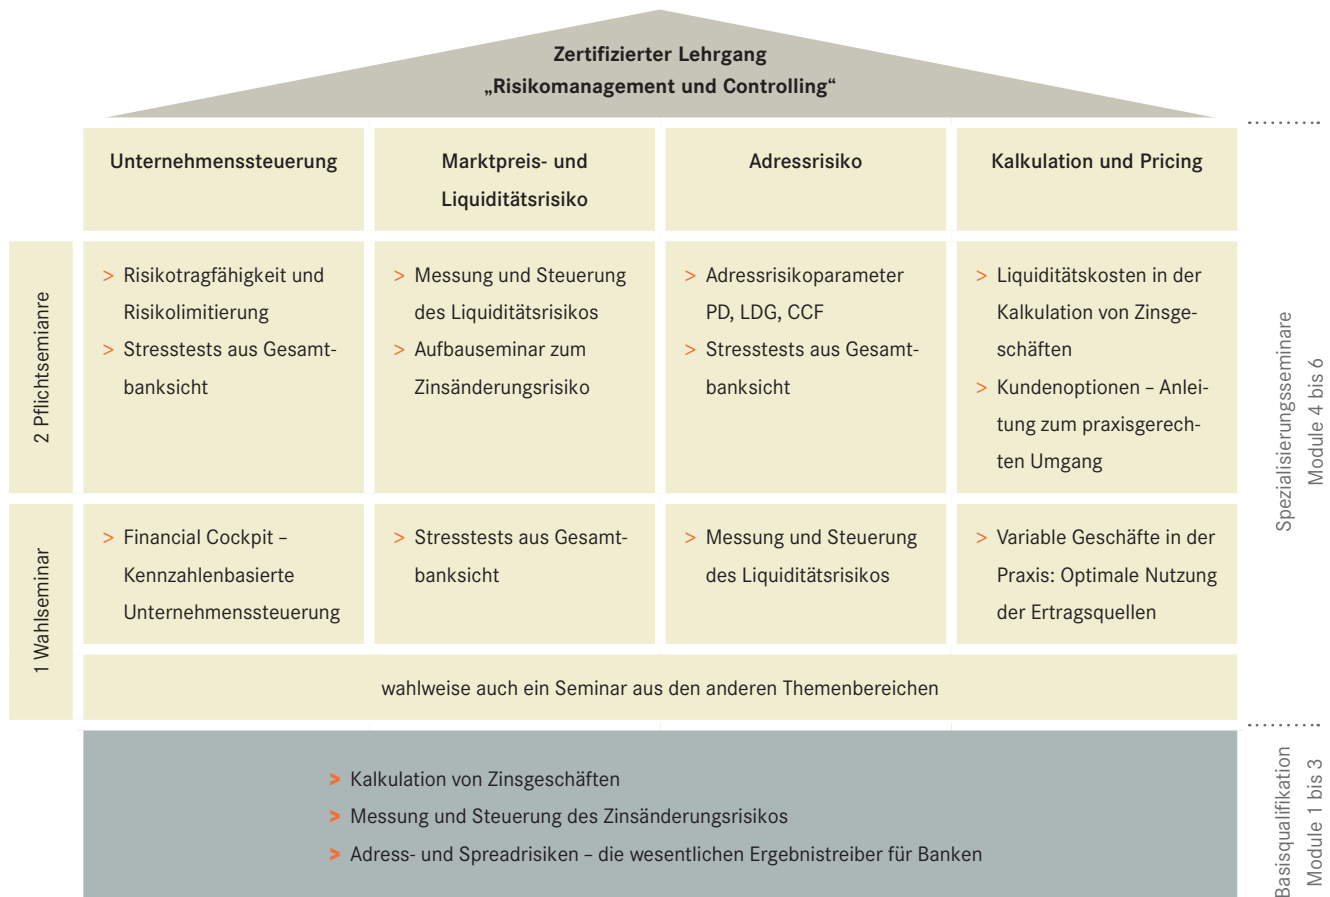 Zertifizierter Lehrgang
„Risikomanagement und Controlling“
Unternehmenssteuerung
Marktpreis- und
Liquiditätsrisiko
Adressrisiko
Kalkulation und Pricing
2 Pflichtsemianre
> Risikotragfähigkeit und
Risikolimitierung
> Stresstests aus Gesamt-
banksicht
> Messung und Steuerung
des Liquiditätsrisikos
> Aufbauseminar zum
Zinsänderungsrisiko
> Adressrisikoparameter
PD, LDG, CCF
> Stresstests aus Gesamt-
banksicht
> Liquiditätskosten in der
Kalkulation von Zinsge-
schäften
> Kundenoptionen – Anlei-
tung zum praxisgerech-
ten Umgang
1 Wahlseminar
> Financial Cockpit –
Kennzahlenbasierte
Unternehmenssteuerung
> Stresstests aus Gesamt-
banksicht
> Messung und Steuerung
des Liquiditätsrisikos
> Variable Geschäfte in der
Praxis: Optimale Nutzung
der Ertragsquellen
wahlweise auch ein Seminar aus den anderen Themenbereichen
Spezialisierungsseminare
Module 4 bis 6
> Kalkulation von Zinsgeschäften
> Messung und Steuerung des Zinsänderungsrisikos
> Adress- und Spreadrisiken – die wesentlichen Ergebnistreiber für Banken
Basisqualifikation
Module 1 bis 3